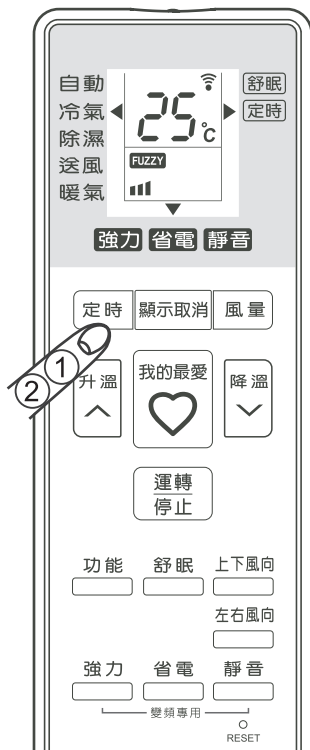 自動
冷氣
除濕
送風
暖氣
25°C
舒眠
定時
FUZZY
強力 省電 靜音
定時 顯示取消 風量
① ②
升溫 我的最愛 降溫
運轉
停止
功能 舒眠 上下風向
左右風向
強力 省電 靜音
變頻專用
RESET